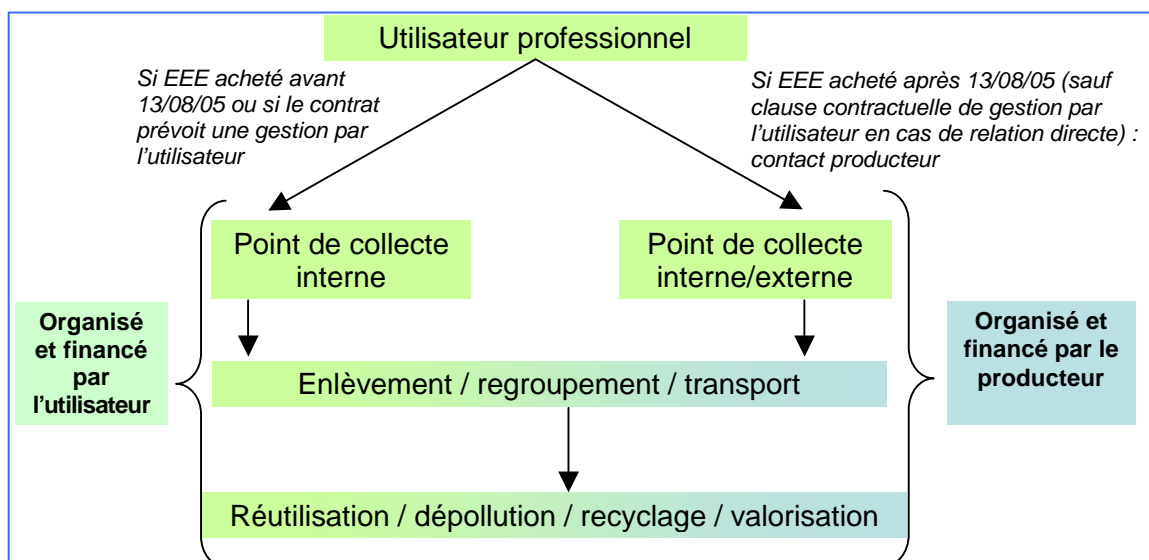 Utilisateur professionnel
Si EEE acheté avant
13/08/05 ou si le contrat
prévoit une gestion par
l'utilisateur
Si EEE acheté après 13/08/05 (sauf
clause contractuelle de gestion par
l'utilisateur en cas de relation directe) :
contact producteur
Point de collecte
interne
Point de collecte
interne/externe
Organisé
et financé
par
l'utilisateur
Organisé et
financé par le
producteur
Enlèvement / regroupement / transport
Réutilisation / dépollution / recyclage / valorisation